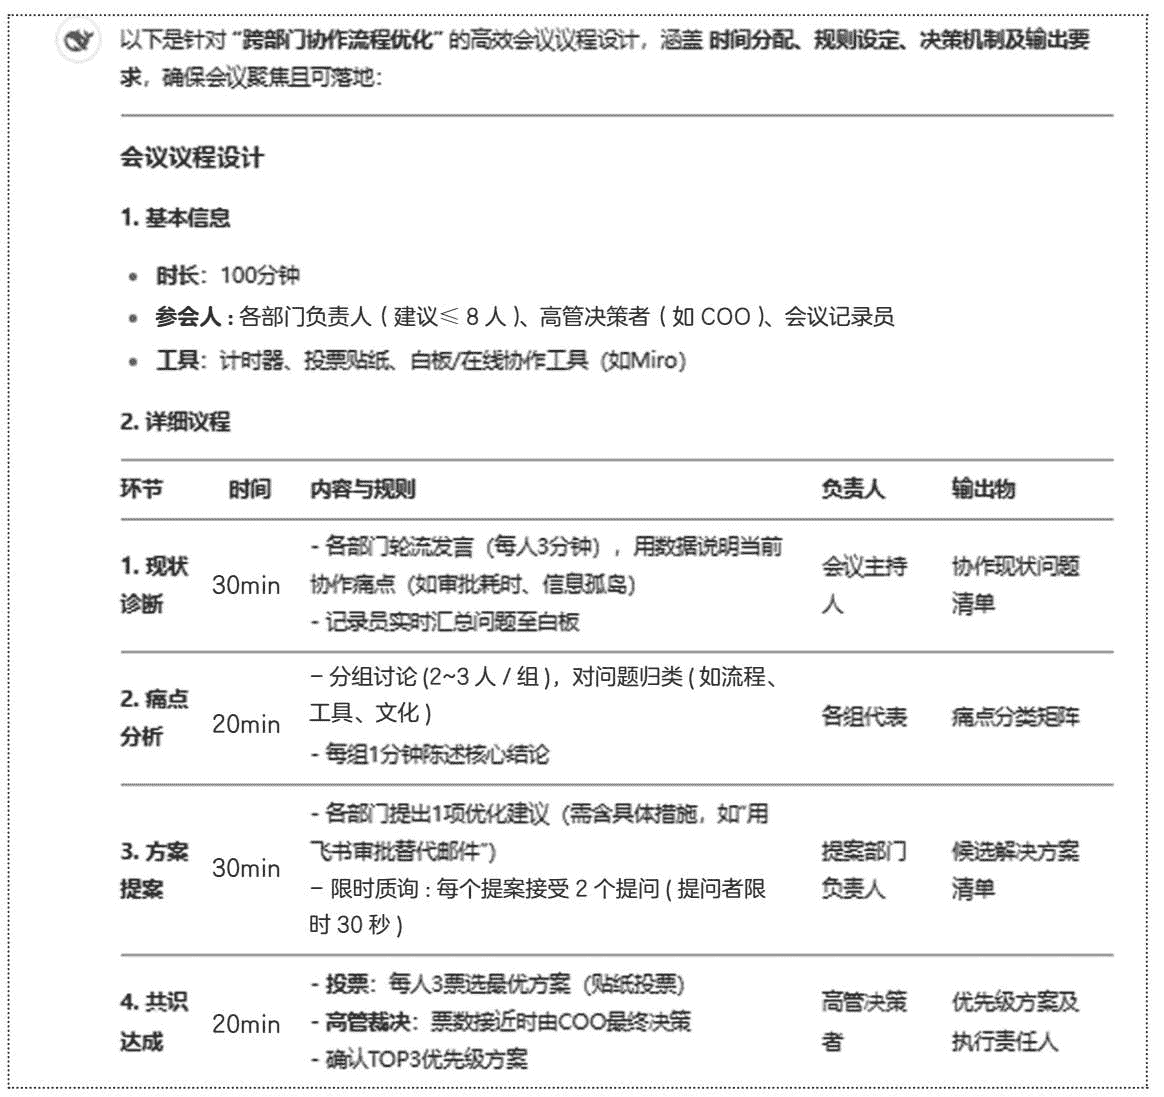 以下是针对 “跨部门协作流程优化” 的高效会议议程设计，涵盖 时间分配、规则设定、决策机制及输出要
求，确保会议聚焦且可落地：
会议议程设计
1. 基本信息
• 时长：100分钟
• 参会人：各部门负责人（建议≤ 8 人）、高管决策者（如 COO）、会议记录员
• 工具：计时器、投票贴纸、白板/在线协作工具（如Miro）
2. 详细议程
环节 时间 内容与规则 负责人 输出物
1. 现状
诊断
30min
- 各部门轮流发言（每人3分钟），用数据说明当前
协作痛点（如审批耗时、信息孤岛）
- 记录员实时汇总问题至白板
会议主持
人
协作现状问题
清单
2. 痛点
分析
20min
– 分组讨论 (2~3 人 / 组)，对问题归类 (如流程、
工具、文化)
- 每组1分钟陈述核心结论
各组代表
痛点分类矩阵
3. 方案
提案
30min
- 各部门提出1项优化建议（需含具体措施，如“用
飞书审批替代邮件”）
– 限时质询 : 每个提案接受 2 个提问 (提问者限
时 30 秒)
提案部门
负责人
候选解决方案
清单
4. 共识
达成
20min
- 投票：每人3票选最优方案（贴纸投票）
- 高管裁决：票数接近时由COO最终决策
- 确认TOP3优先级方案
高管决策
者
优先级方案及
执行责任人